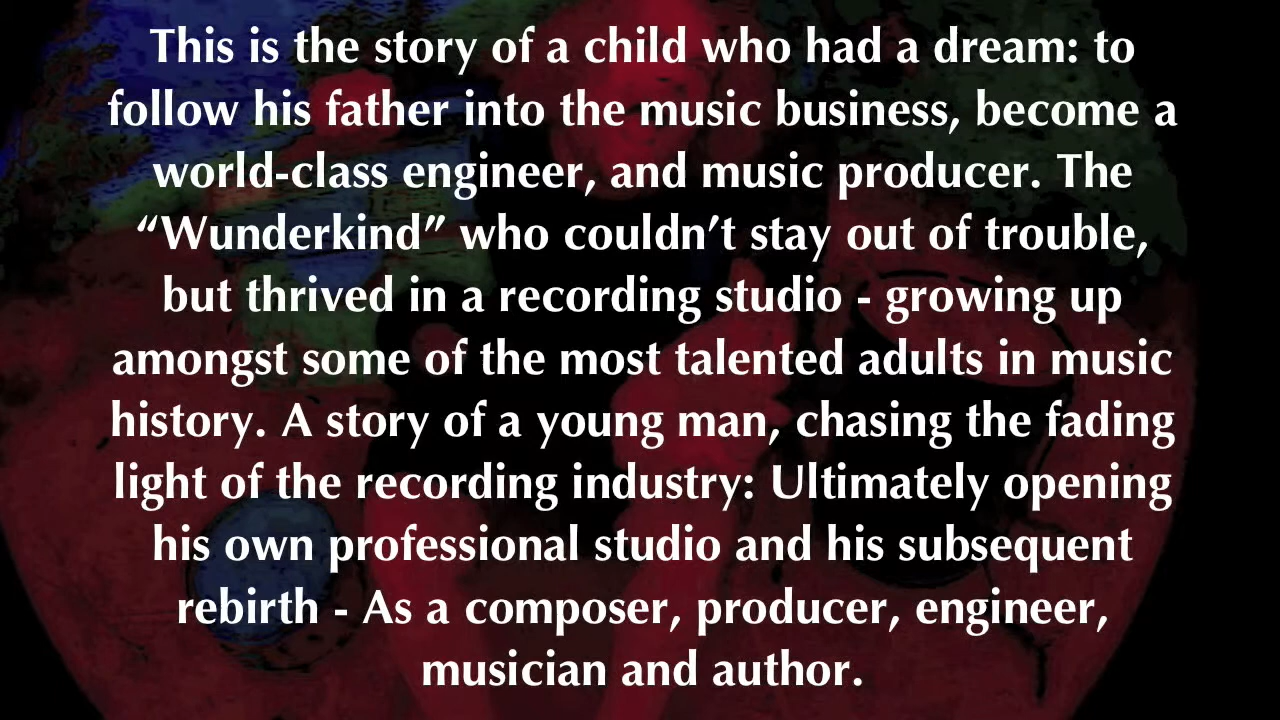 This is the story of a child who had a dream: to
follow his father into the music business, become a
world-class engineer, and music producer. The
“Wunderkind” who couldn’t stay out of trouble,
but thrived in a recording studio - growing up
amongst some of the most talented adults in music
history. A story of a young man, chasing the fading
light of the recording industry: Ultimately opening
his own professional studio and his subsequent
rebirth - As a composer, producer, engineer,
musician and author.